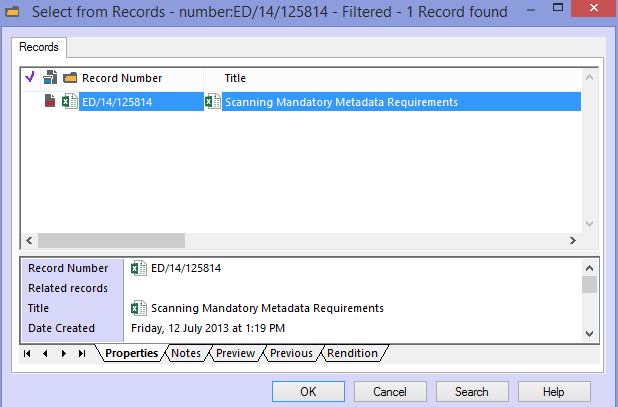 Select from Records - number:ED/14/125814 - Filtered - 1 Record found
Records
Record Number Title
ED/14/125814 Scanning Mandatory Metadata Requirements
Record Number ED/14/125814
Related records
Title Scanning Mandatory Metadata Requirements
Date Created Friday, 12 July 2013 at 1:19 PM
Properties Notes Preview Previous Rendition
OK Cancel Search Help